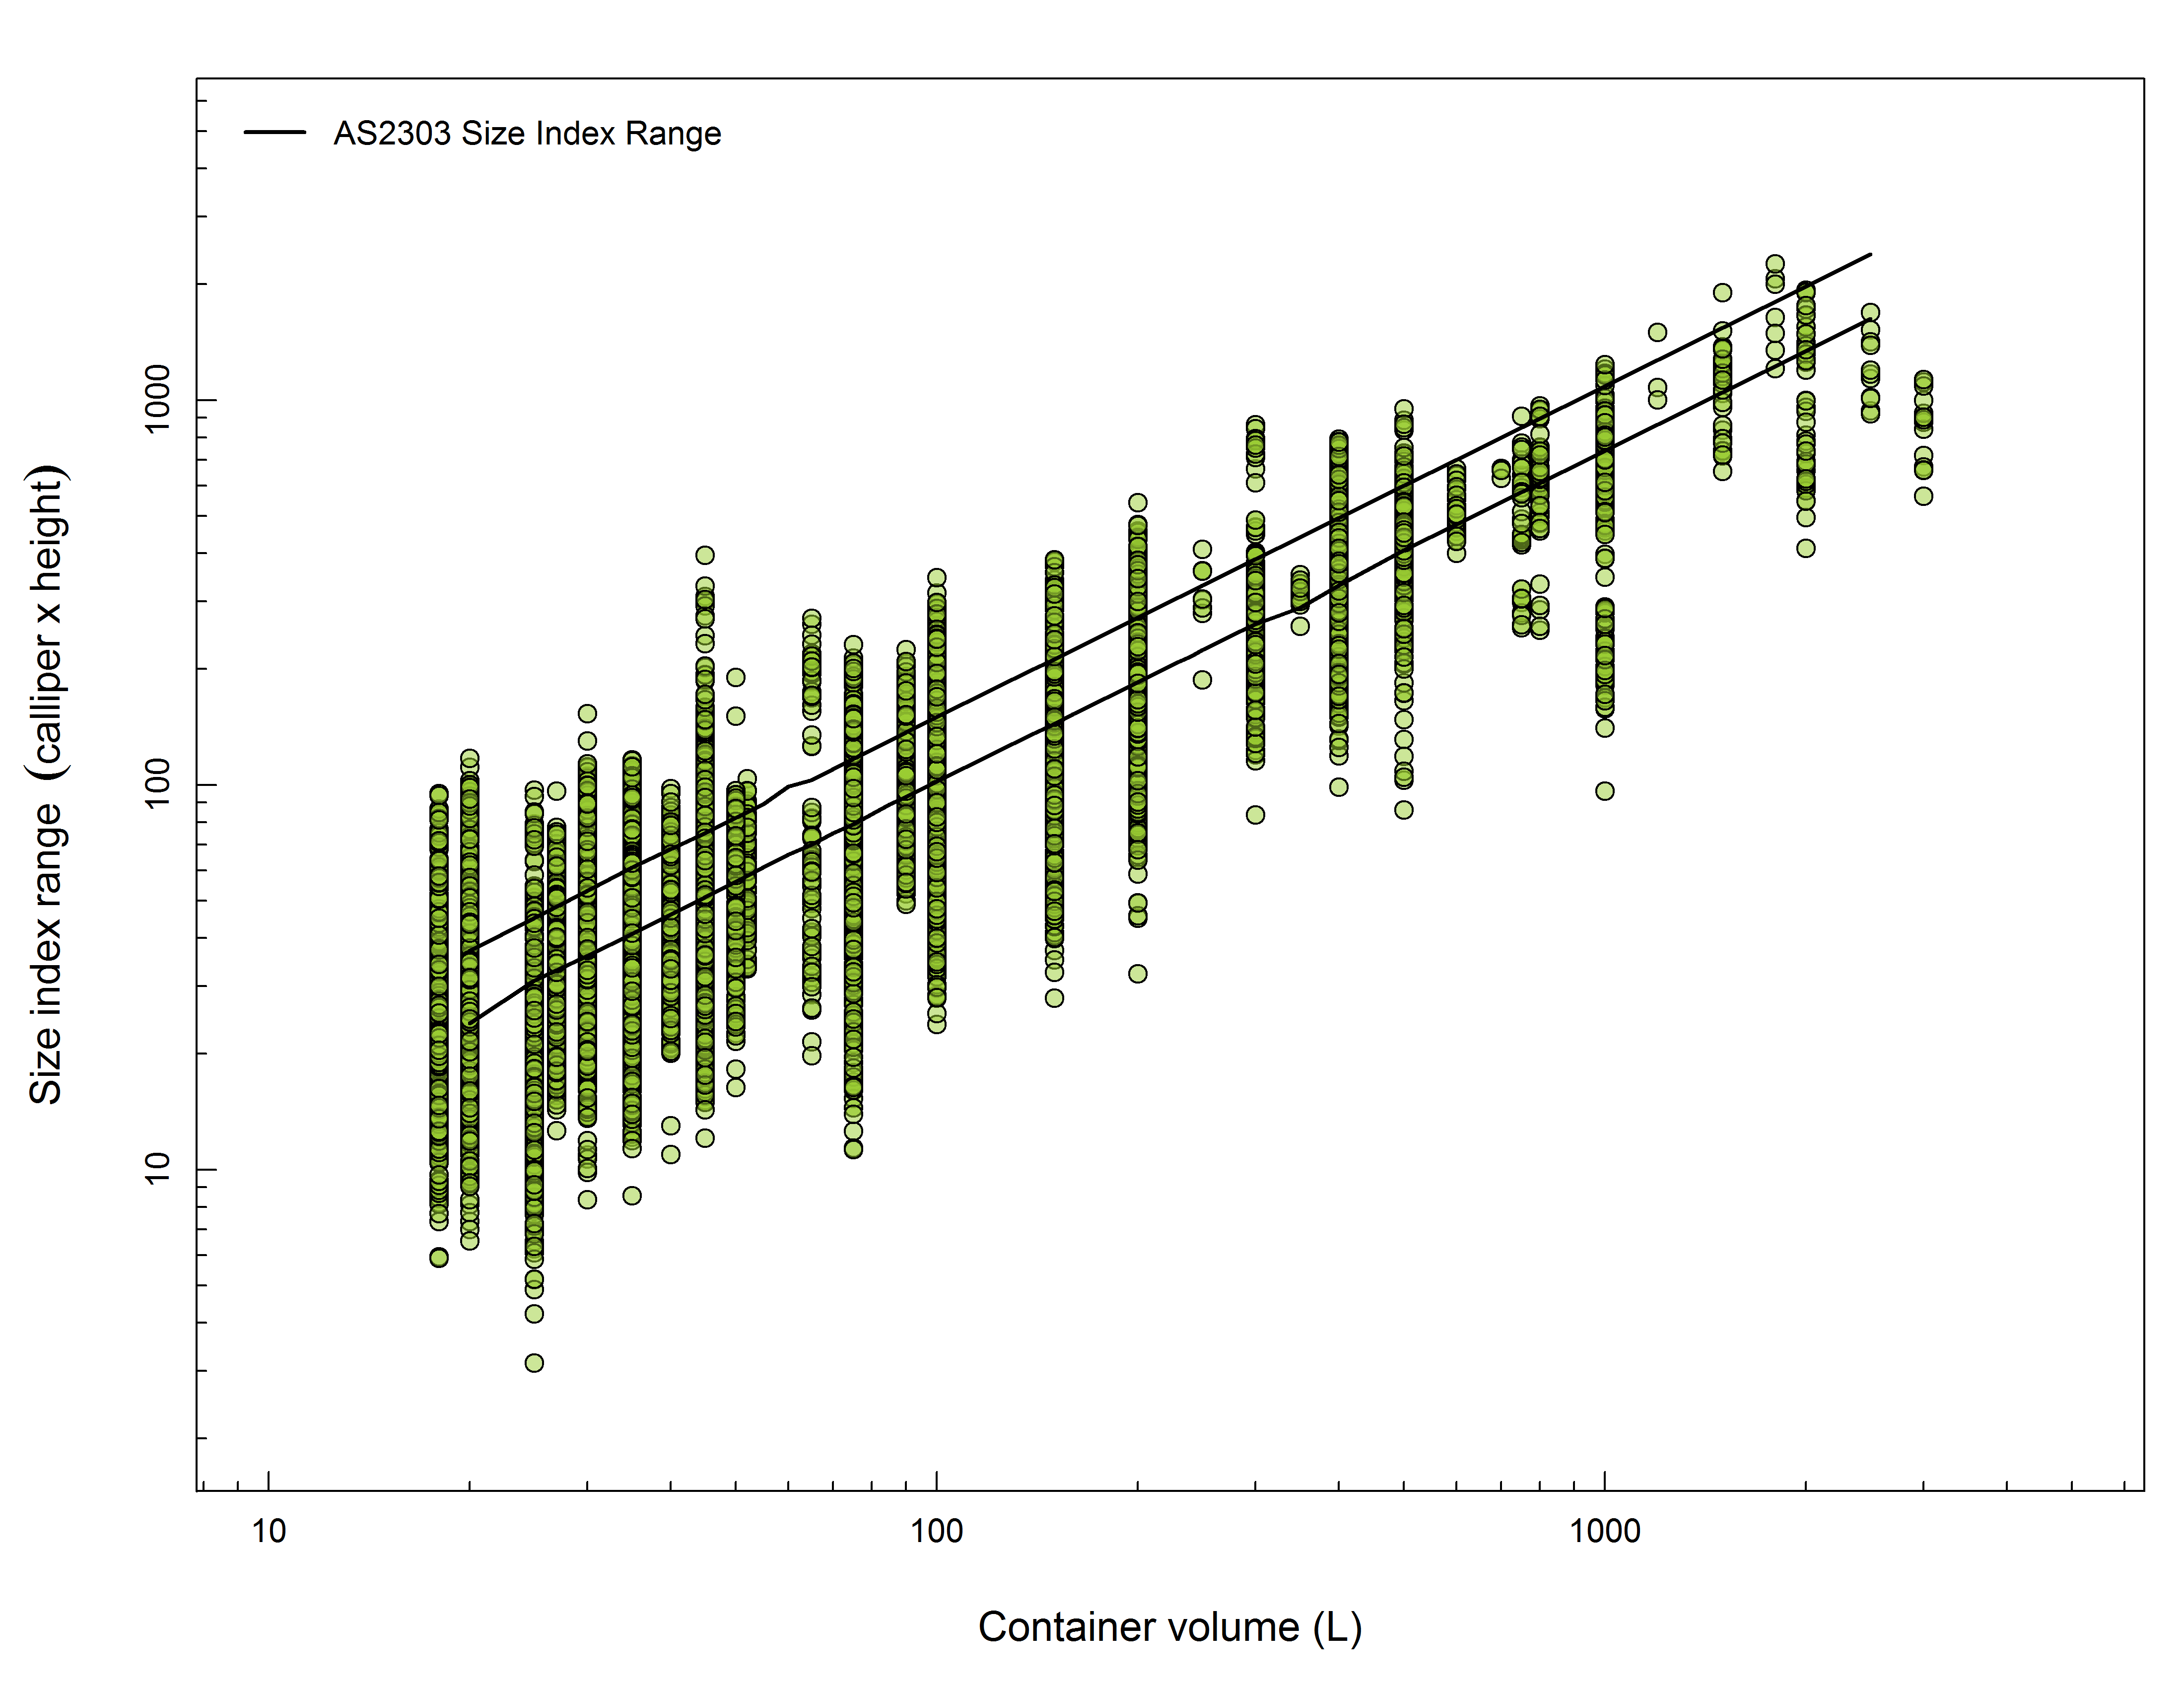 AS2303 Size Index Range
Size index range (calliper x height)
1000
100
10
10
100
1000
Container volume (L)